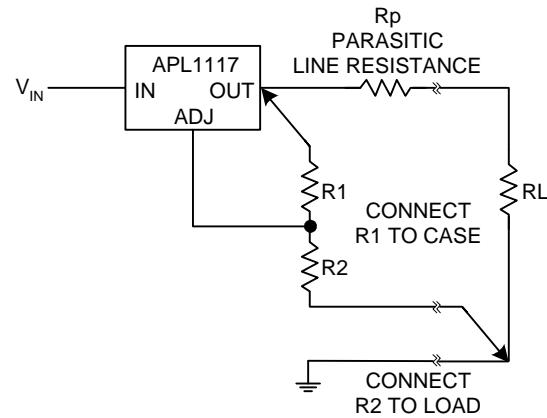 Rp
PARASITIC
LINE RESISTANCE
APL1117
V_IN
IN
OUT
ADJ
R1
RL
CONNECT
R1 TO CASE
R2
CONNECT
R2 TO LOAD